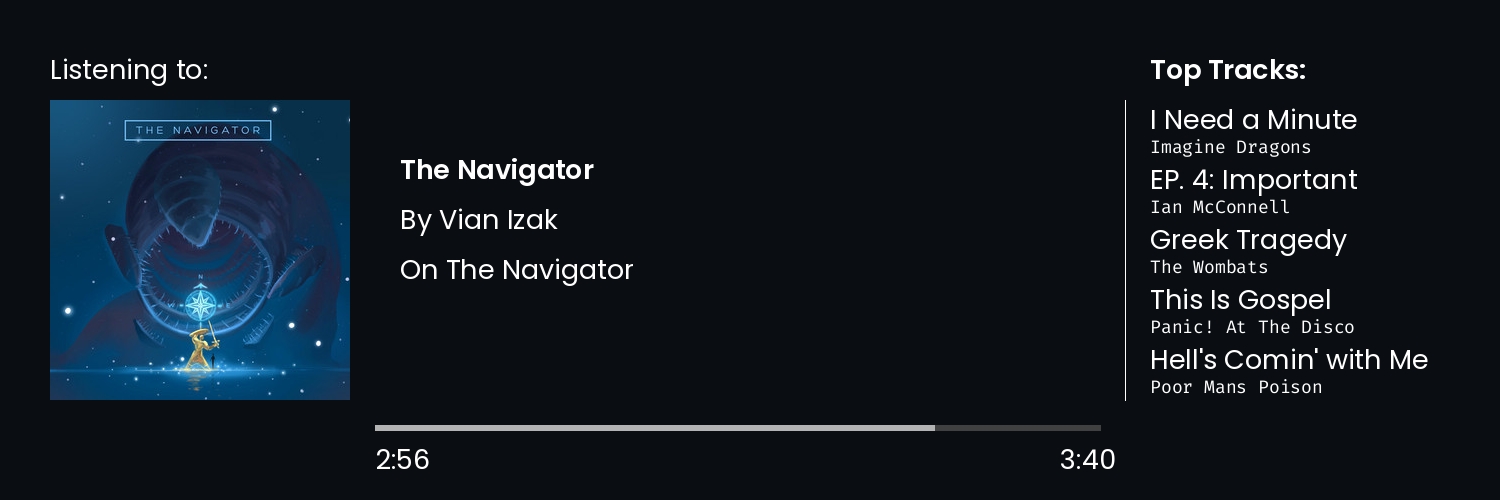 Listening to:
THE NAVIGATOR
N
W
E
The Navigator
By Vian Izak
On The Navigator
2:56
3:40
Top Tracks:
I Need a Minute
Imagine Dragons
EP. 4: Important
Ian McConnell
Greek Tragedy
The Wombats
This Is Gospel
Panic! At The Disco
Hell's Comin' with Me
Poor Mans Poison